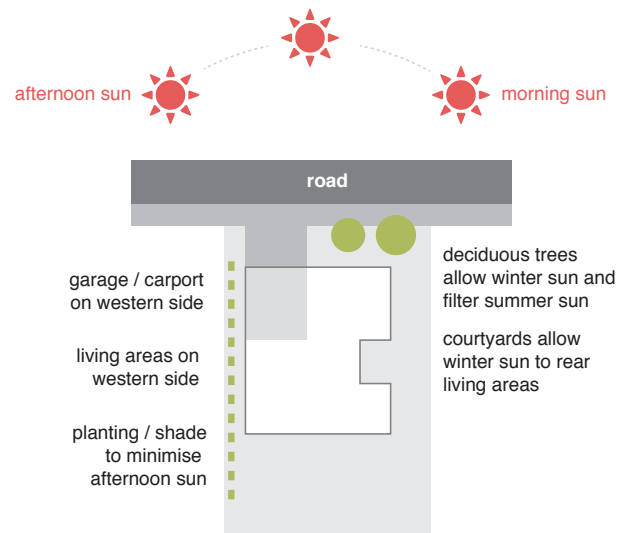 afternoon sun
morning sun
road
garage / carport
on western side
living areas on
western side
planting / shade
to minimise
afternoon sun
deciduous trees
allow winter sun and
filter summer sun
courtyards allow
winter sun to rear
living areas